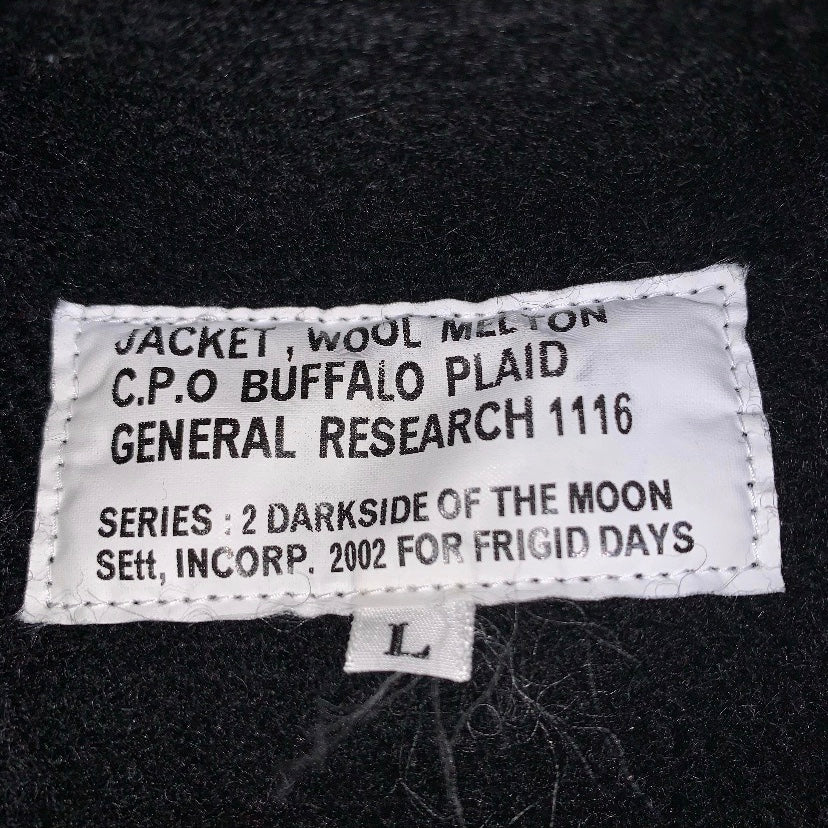 JACKET, WOOL MELTON
C.P.O BUFFALO PLAID
GENERAL RESEARCH 1116
SERIES : 2 DARKSIDE OF THE MOON
SEtt, INCORP. 2002 FOR FRIGID DAYS
L